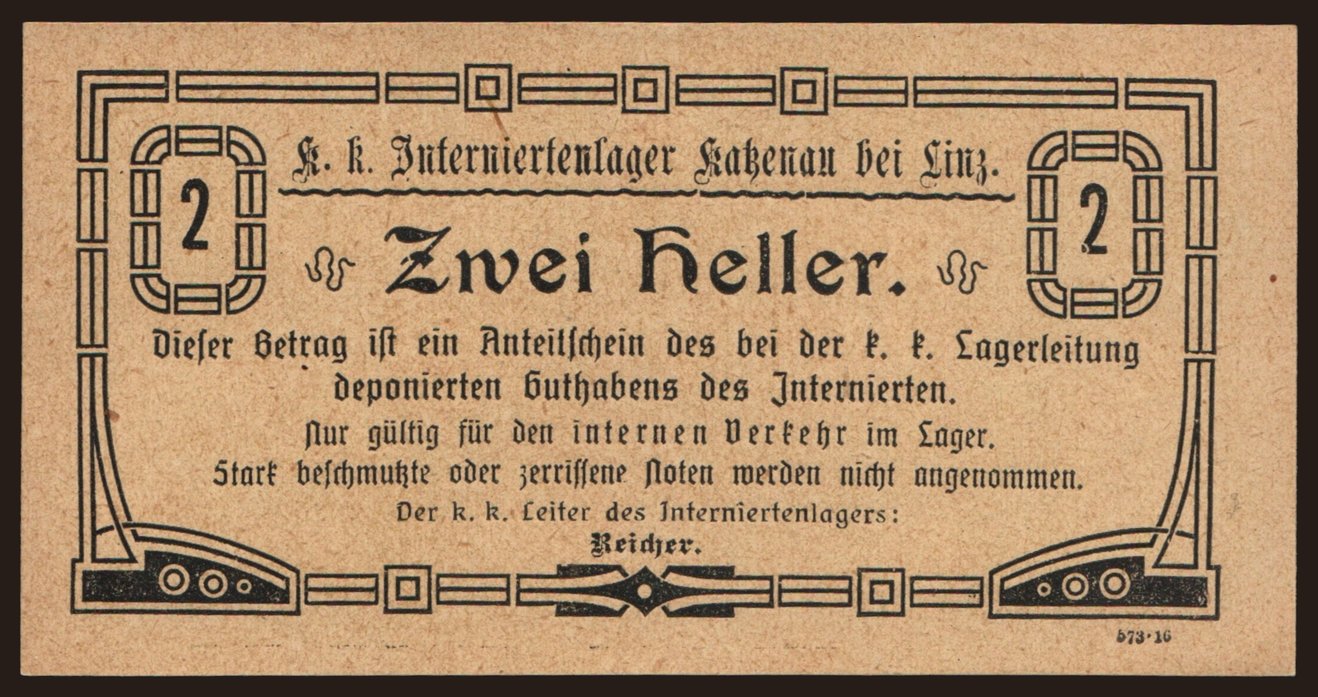 K. k. Interniertenlager Katzenau bei Linz.
2
2
Zwei Heller.
Dieser Betrag ist ein Anteilschein des bei der k. k. Lagerleitung
deponierten Guthabens des Internierten.
Nur gültig für den internen Verkehr im Lager.
Stark beschmutzte oder zerrissene Noten werden nicht angenommen.
Der k. k. Leiter des Interniertenlagers:
Reicher.
573·16